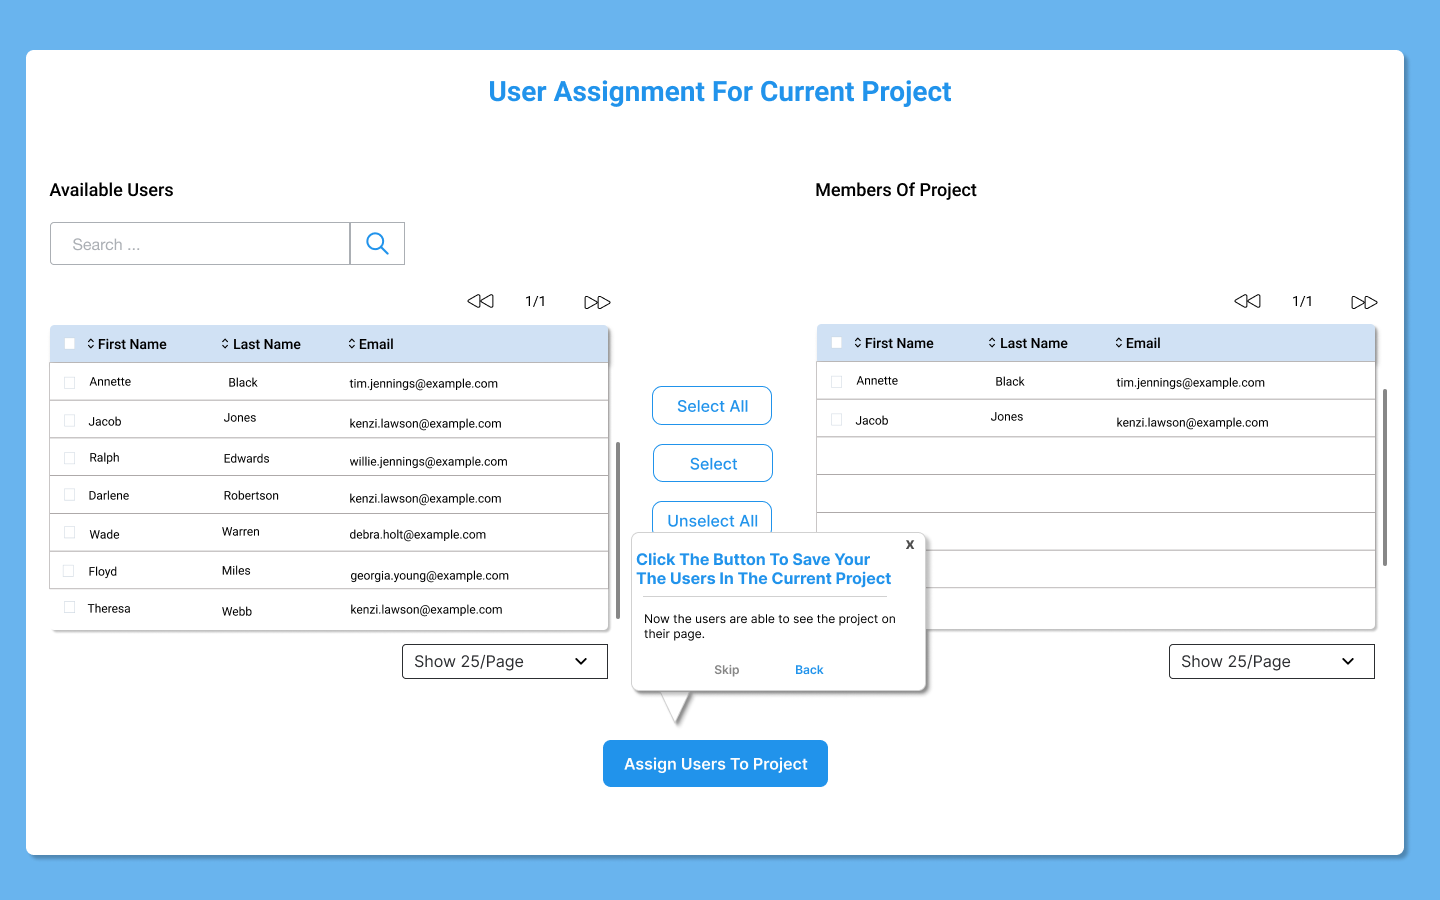 User Assignment For Current Project
Available Users
Members Of Project
Search ...
1/1
1/1
First Name Last Name Email
Annette Black tim.jennings@example.com
Jacob Jones kenzi.lawson@example.com
Ralph Edwards willie.jennings@example.com
Darlene Robertson kenzi.lawson@example.com
Wade Warren debra.holt@example.com
Floyd Miles georgia.young@example.com
Theresa Webb kenzi.lawson@example.com
Show 25/Page
Select All
Select
Unselect All
First Name Last Name Email
Annette Black tim.jennings@example.com
Jacob Jones kenzi.lawson@example.com
Show 25/Page
X
Click The Button To Save Your
The Users In The Current Project
Now the users are able to see the project on
their page.
Skip Back
Assign Users To Project